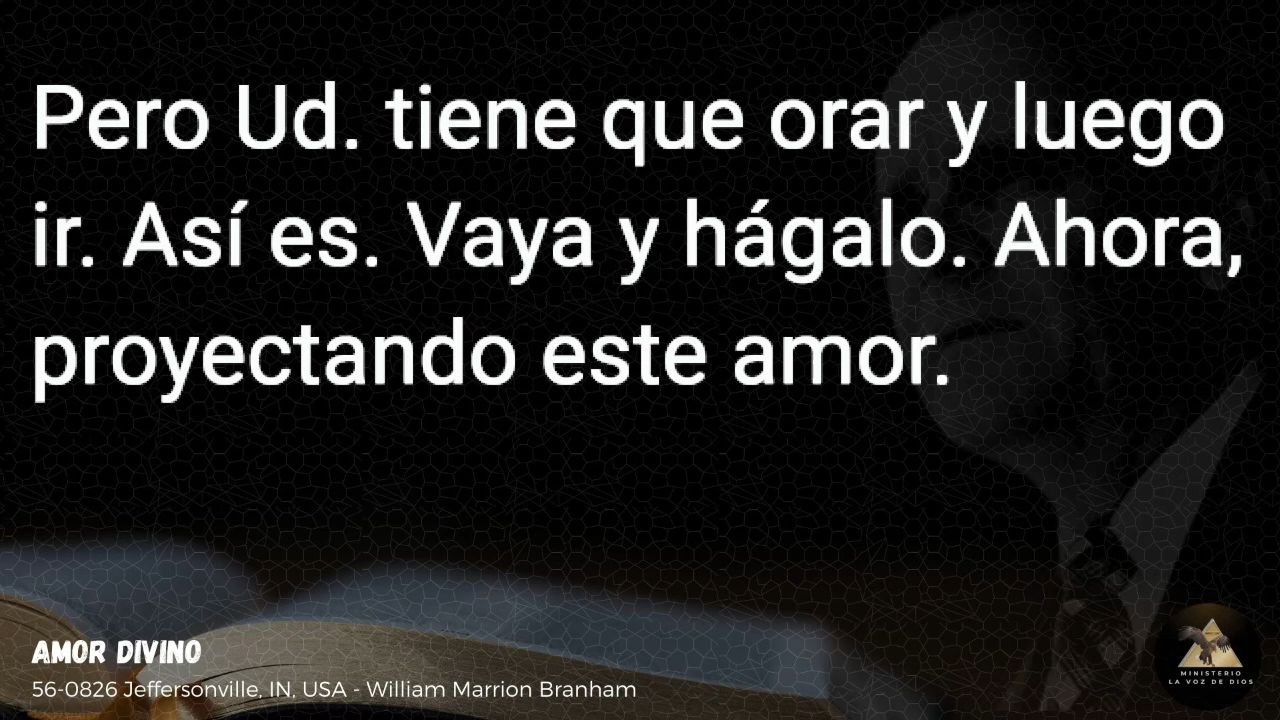 Pero Ud. tiene que orar y luego
ir. Así es. Vaya y hágalo. Ahora,
proyectando este amor.
AMOR DIVINO
56-0826 Jeffersonville, IN, USA - William Marrion Branham
MINISTERIO
LA VOZ DE DIOS